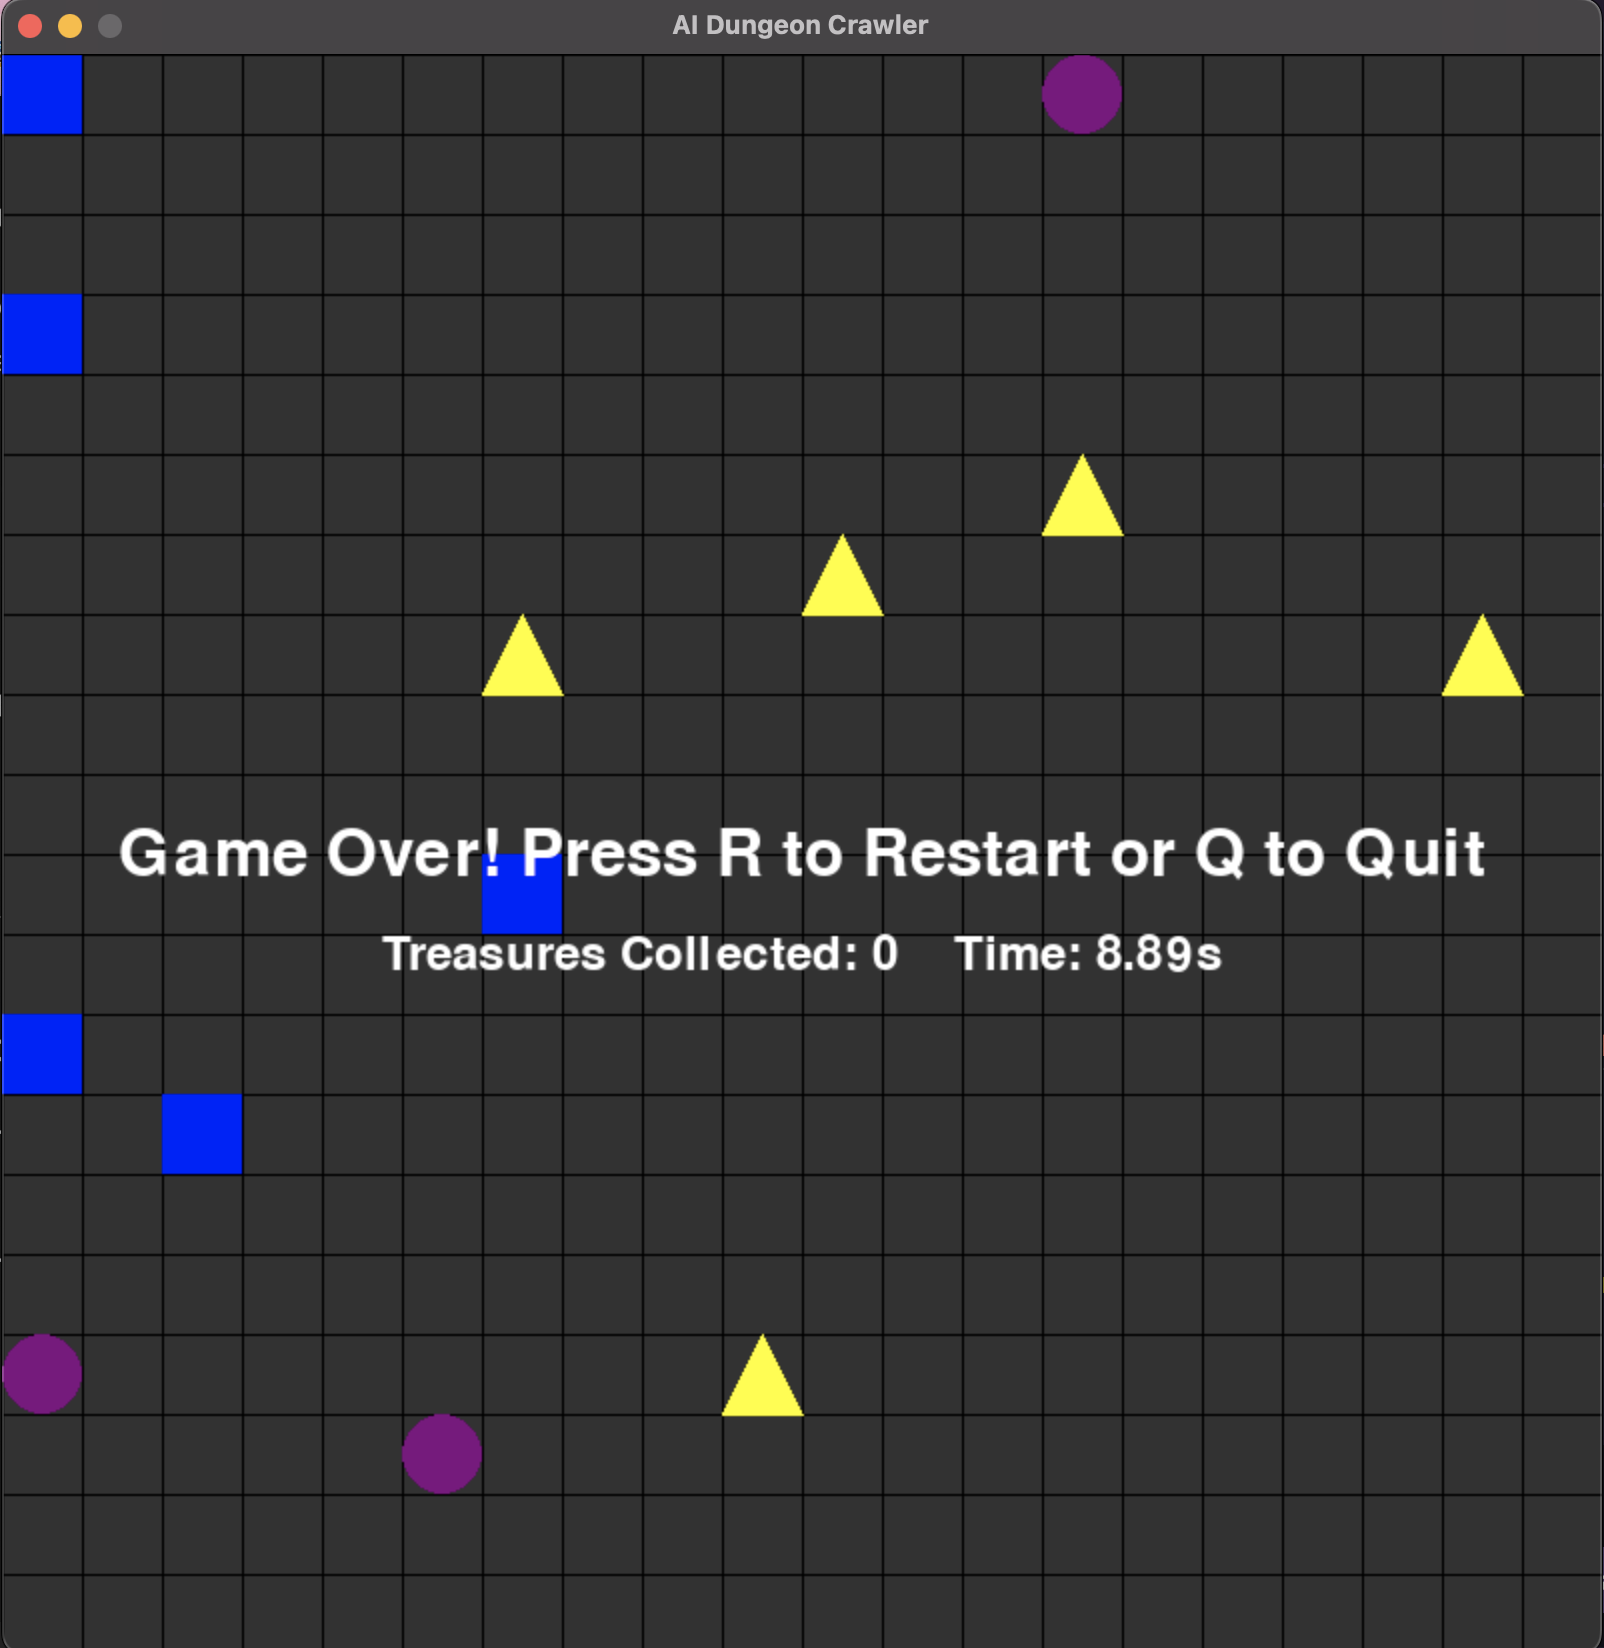 AI Dungeon Crawler
Game Over! Press R to Restart or Q to Quit
Treasures Collected: 0    Time: 8.89s